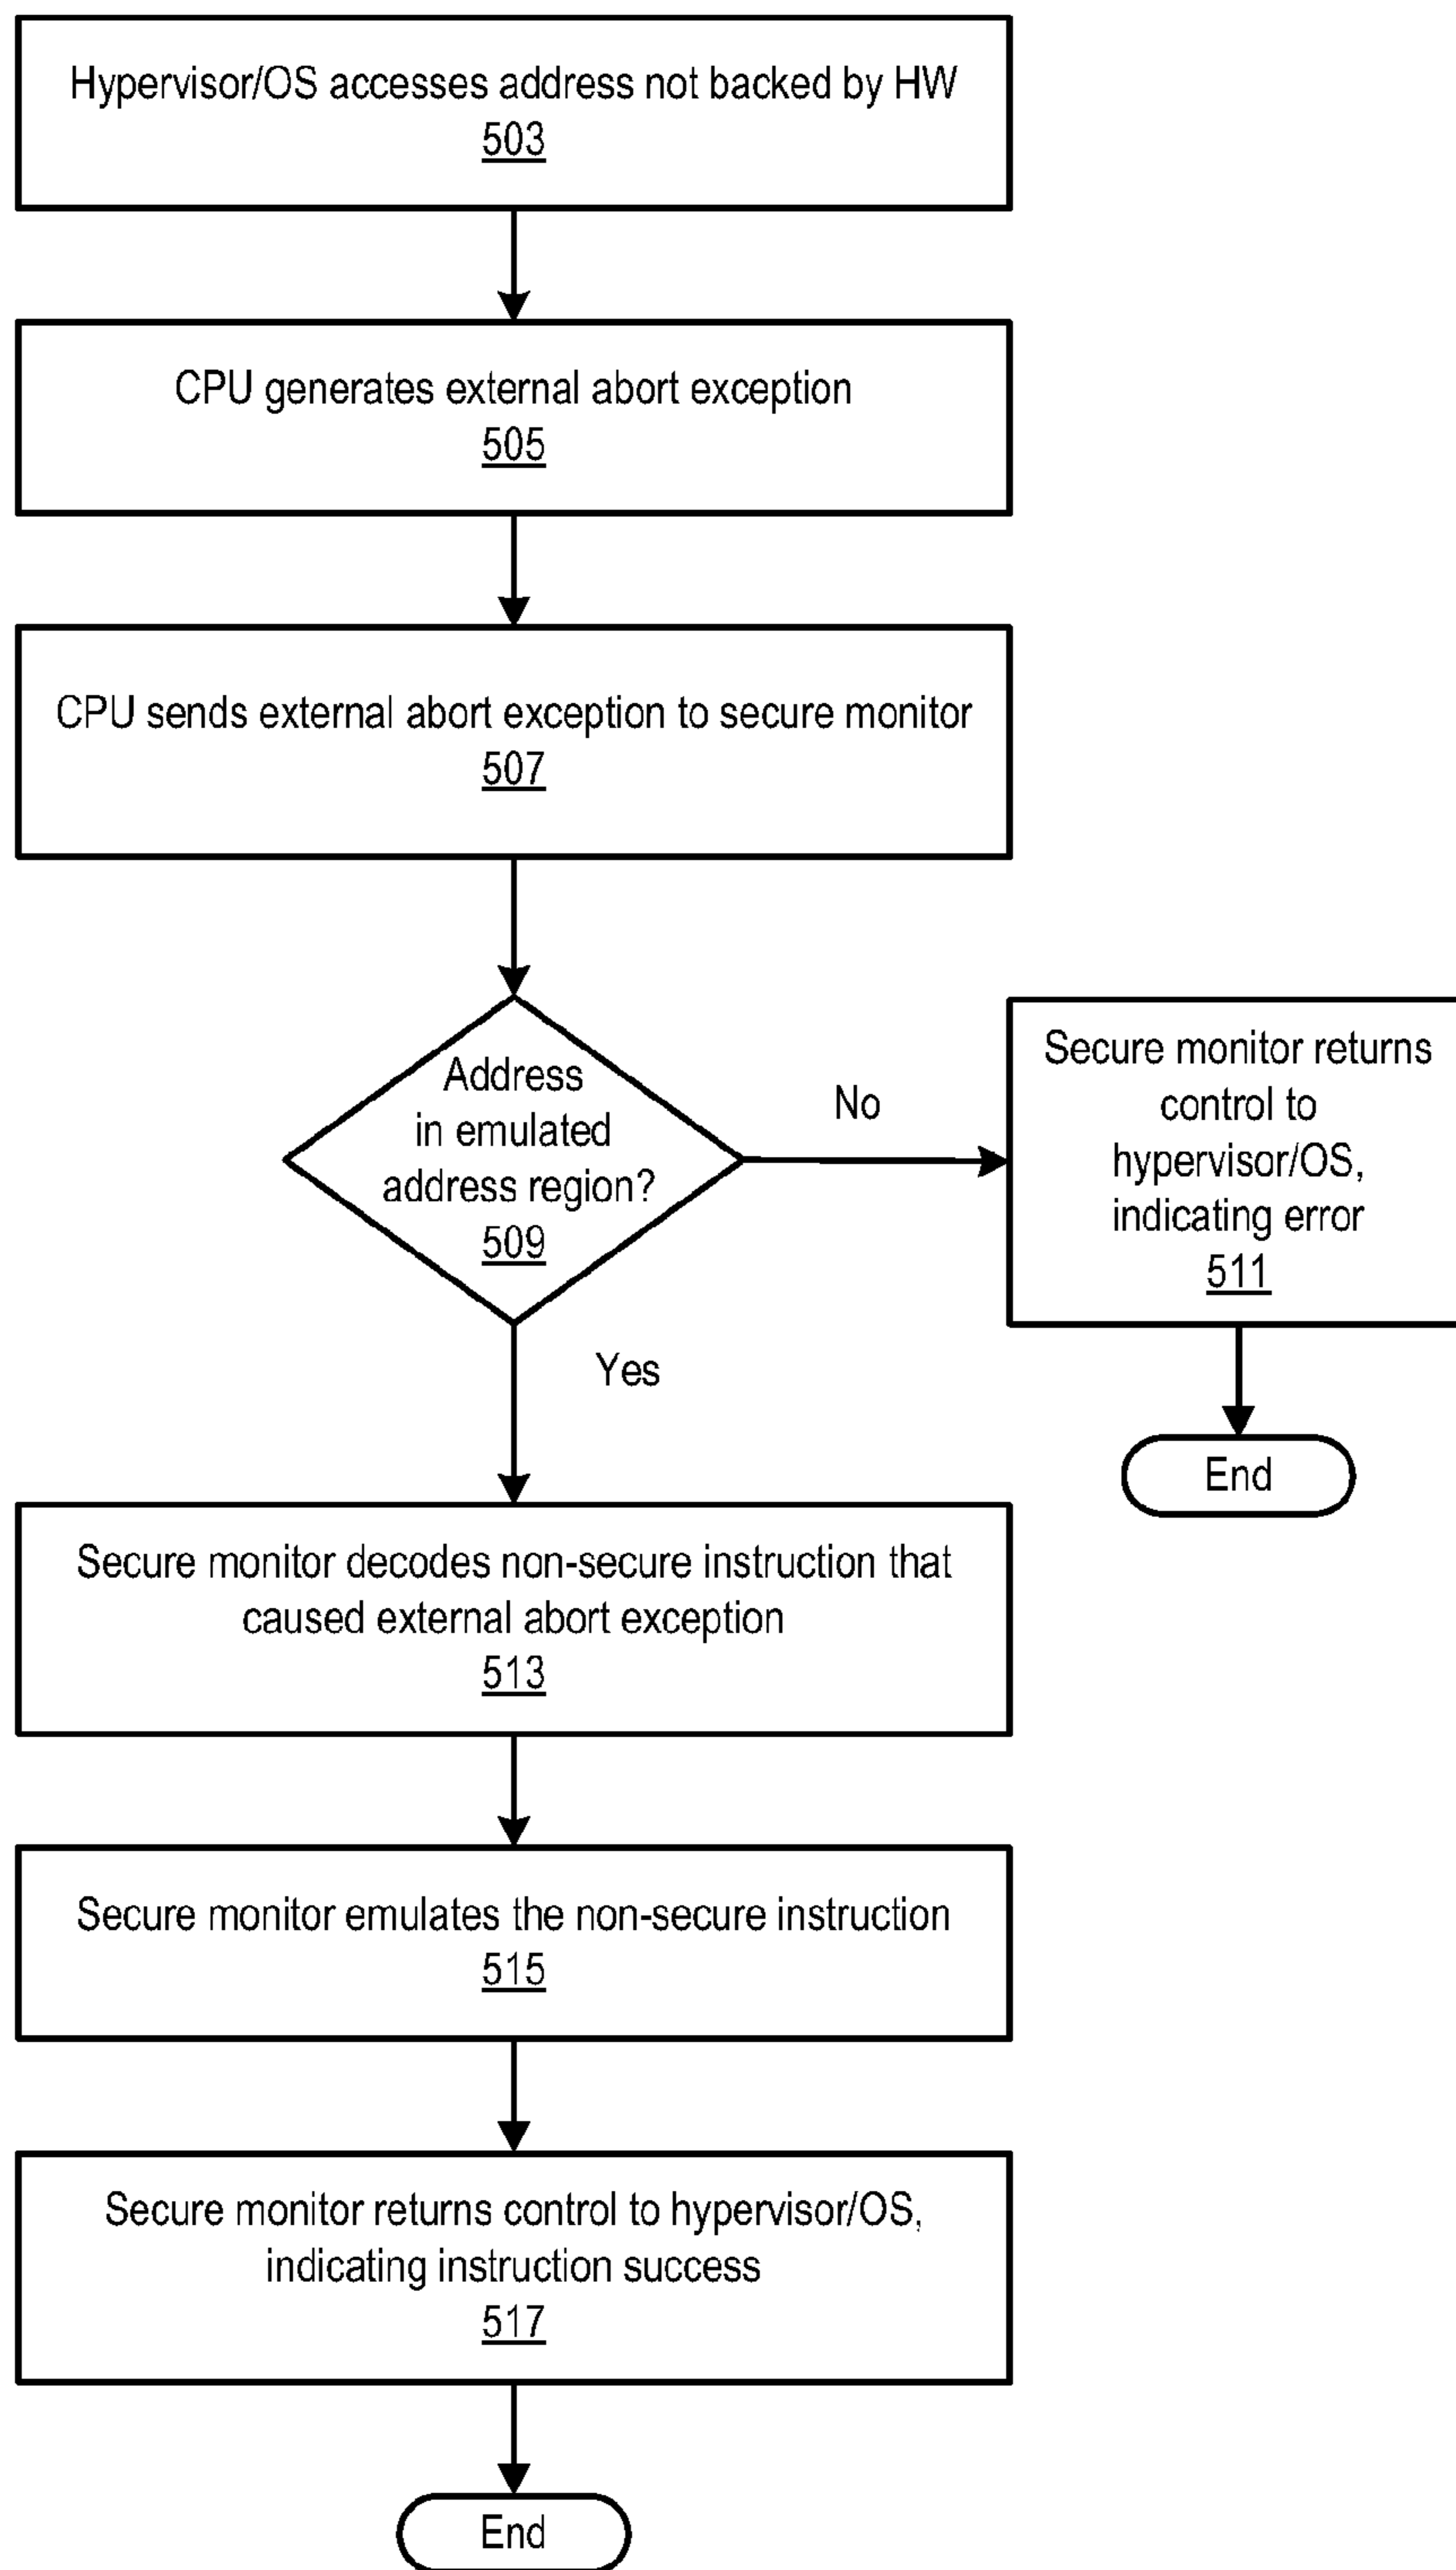 Hypervisor/OS accesses address not backed by HW
503
CPU generates external abort exception
505
CPU sends external abort exception to secure monitor
507
Address
in emulated
address region?
509
No
Secure monitor returns
control to
hypervisor/OS,
indicating error
511
End
Yes
Secure monitor decodes non-secure instruction that
caused external abort exception
513
Secure monitor emulates the non-secure instruction
515
Secure monitor returns control to hypervisor/OS,
indicating instruction success
517
End